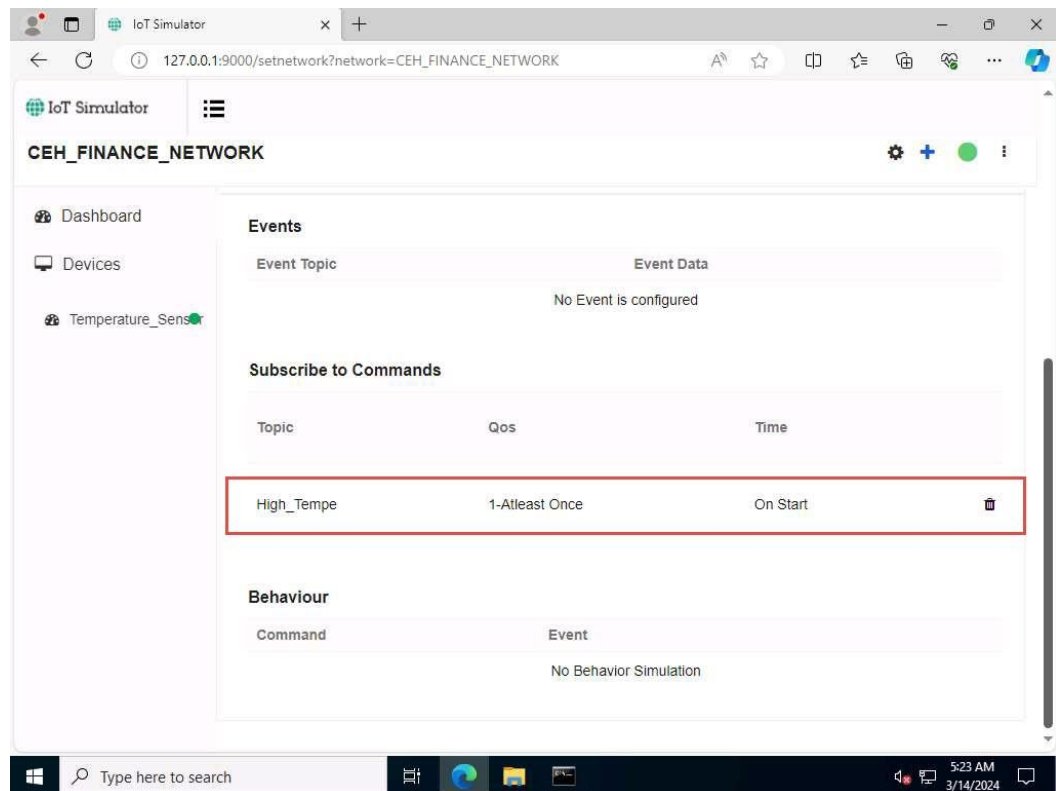 IoT Simulator
127.0.0.1:9000/setnetwork?network=CEH_FINANCE_NETWORK
IoT Simulator
CEH_FINANCE_NETWORK
Dashboard
Devices
Temperature_Sensor
Events
Event Topic Event Data
No Event is configured
Subscribe to Commands
Topic Qos Time
High_Tempe 1-Atleast Once On Start
Behaviour
Command Event
No Behavior Simulation
Type here to search
5:23 AM
3/14/2024